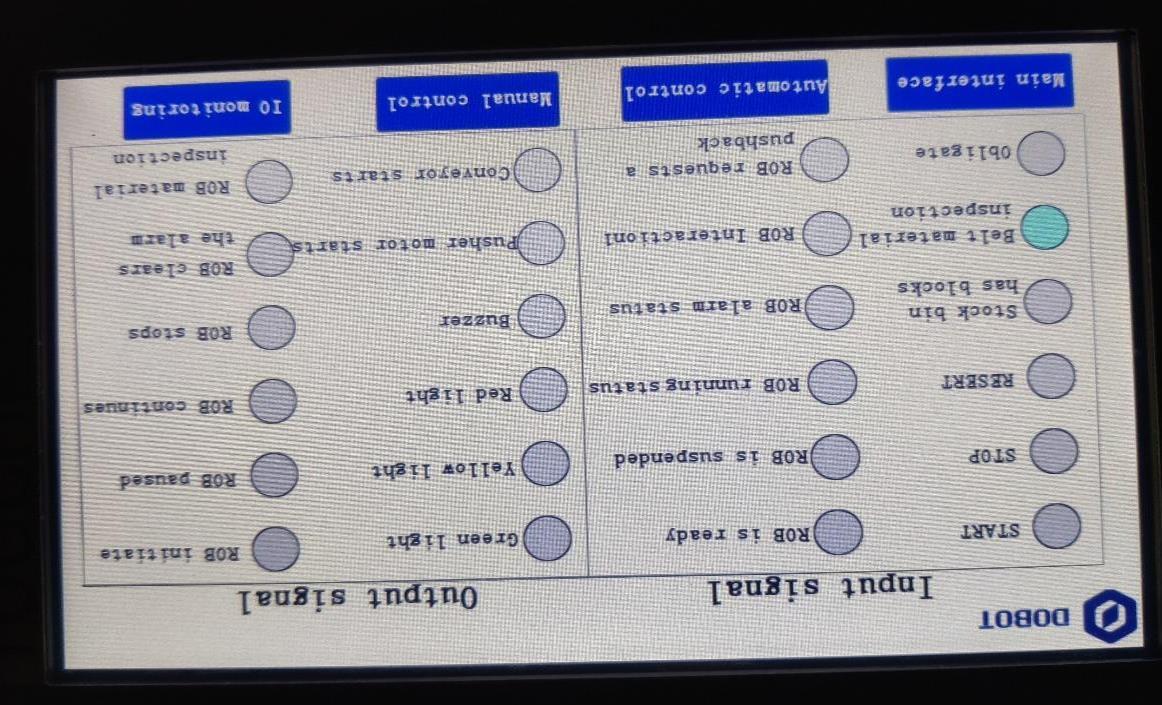 DOBOT
Input signal
Output signal
START
ROB is ready
Green light
ROB initiate
STOP
ROB is suspended
Yellow light
ROB paused
RESERT
ROB running status
Red light
ROB continues
Stock bin
has blocks
ROB alarm status
Buzzer
ROB stops
Belt material
inspection
ROB Interaction1
Pusher motor starts
ROB clears
the alarm
Obligate
ROB requests a
pushback
Conveyor starts
ROB material
inspection
Main interface
Automatic control
Manual control
IO monitoring